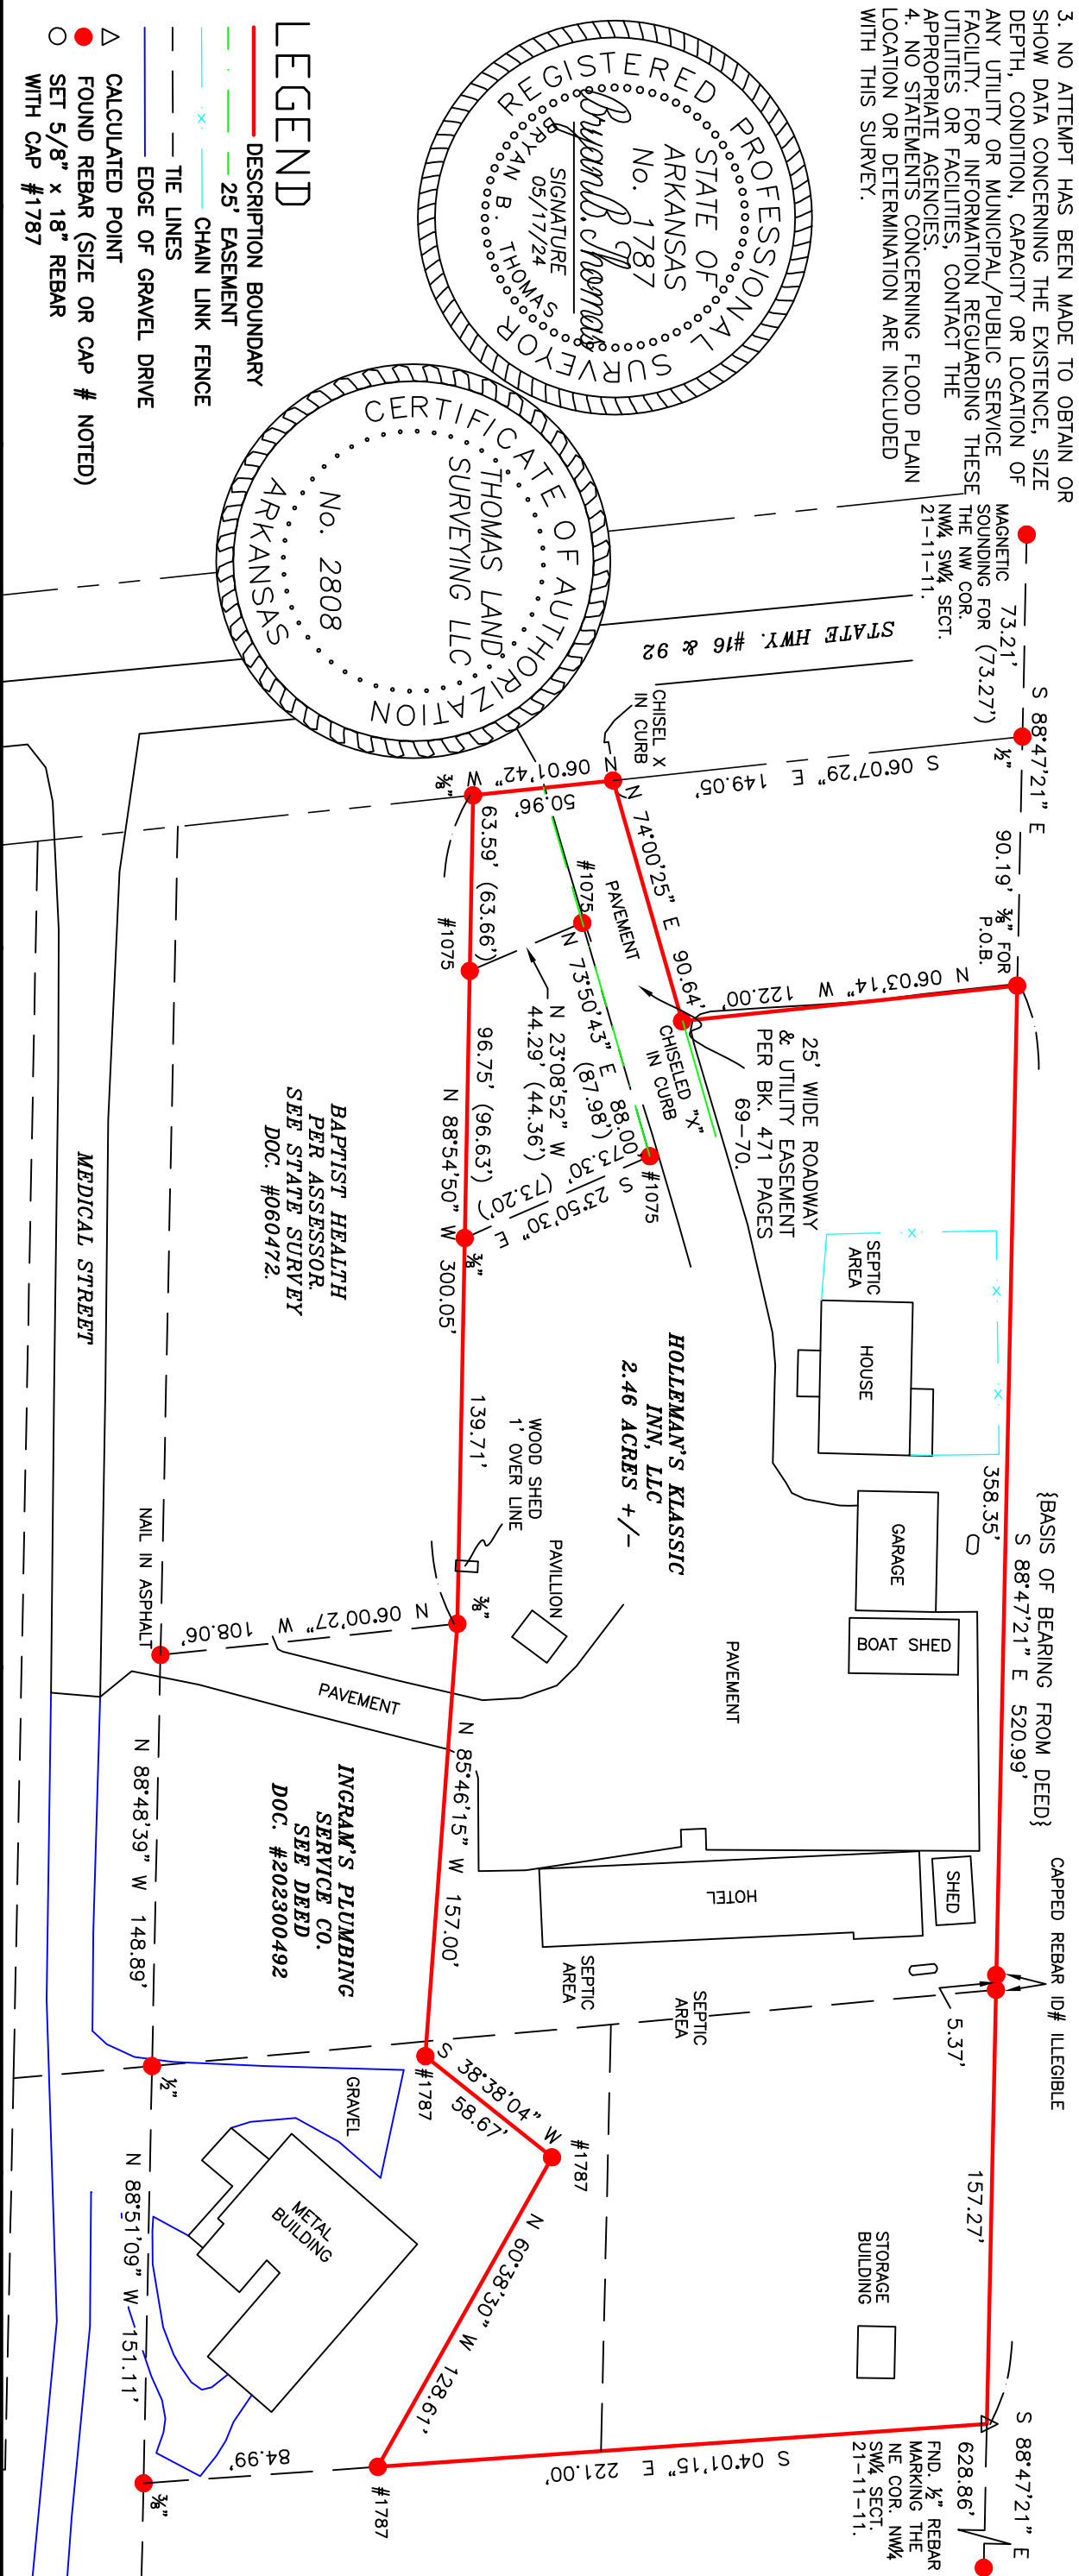 3. NO ATTEMPT HAS BEEN MADE TO OBTAIN OR
SHOW DATA CONCERNING THE EXISTENCE, SIZE
DEPTH, CONDITION, CAPACITY OR LOCATION OF
ANY UTILITY OR MUNICIPAL/PUBLIC SERVICE
FACILITY. FOR INFORMATION REGUARDING THESE
UTILITIES OR FACILITIES, CONTACT THE
APPROPRIATE AGENCIES.
4. NO STATEMENTS CONCERNING FLOOD PLAIN
LOCATION OR DETERMINATION ARE INCLUDED
WITH THIS SURVEY.
REGISTERED PROFESSIONAL SURVEYOR
STATE OF
ARKANSAS
No. 1787
Bryan B. Thomas
SIGNATURE
05/17/24
BRYAN B. THOMAS
CERTIFICATE OF AUTHORIZATION
THOMAS LAND
SURVEYING LLC
No. 2808
ARKANSAS
LEGEND
DESCRIPTION BOUNDARY
25' EASEMENT
x CHAIN LINK FENCE
TIE LINES
EDGE OF GRAVEL DRIVE
CALCULATED POINT
FOUND REBAR (SIZE OR CAP # NOTED)
SET 5/8" x 18" REBAR
WITH CAP #1787
MAGNETIC 73.21'
SOUNDING FOR (73.27')
THE NW COR.
NW¼ SW¼ SECT.
21-11-11.
S 88°47'21" E
90.19'
½"
⅜" FOR
P.O.B.
STATE HWY. #16 & 92
CHISEL X
IN CURB
S 06°07'29" E 149.05'
N 06°03'14" W 122.00'
N 74°00'25" E 90.64'
N 06°01'42" W
50.96'
⅜"
PAVEMENT
CHISELED "X"
IN CURB
25' WIDE ROADWAY
& UTILITY EASEMENT
PER BK. 471 PAGES
69-70.
#1075
N 73°50'43" E 88.00'
(87.98')
#1075
N 23°08'52" W
44.29' (44.36')
S 23°50'30" E
73.30' (73.20')
63.59' (63.66')
#1075
96.75' (96.63')
N 88°54'50" W 300.05'
⅜"
139.71'
BAPTIST HEALTH
PER ASSESSOR.
SEE STATE SURVEY
DOC. #060472.
MEDICAL STREET
{BASIS OF BEARING FROM DEED}
S 88°47'21" E 520.99'
358.35'
x
x
x
SEPTIC
AREA
HOUSE
GARAGE
BOAT SHED
HOLLEMAN'S KLASSIC
INN, LLC
2.46 ACRES +/-
WOOD SHED
1' OVER LINE
PAVILLION
PAVEMENT
⅜"
NAIL IN ASPHALT
N 06°00'27" W 108.06'
PAVEMENT
N 85°46'15" W 157.00'
INGRAM'S PLUMBING
SERVICE CO.
SEE DEED
DOC. #202300492
N 88°48'39" W 148.89'
HOTEL
SHED
SEPTIC
AREA
SEPTIC
AREA
CAPPED REBAR ID# ILLEGIBLE
5.37'
157.27'
#1787
S 38°38'04" W
58.67'
#1787
½"
GRAVEL
METAL
BUILDING
N 88°51'09" W 151.11'
N 60°38'30" W 128.61'
STORAGE
BUILDING
S 04°01'15" E 221.00'
#1787
84.99'
⅜"
S 88°47'21" E
628.86'
FND. ½" REBAR
MARKING THE
NE COR. NW¼
SW¼ SECT.
21-11-11.